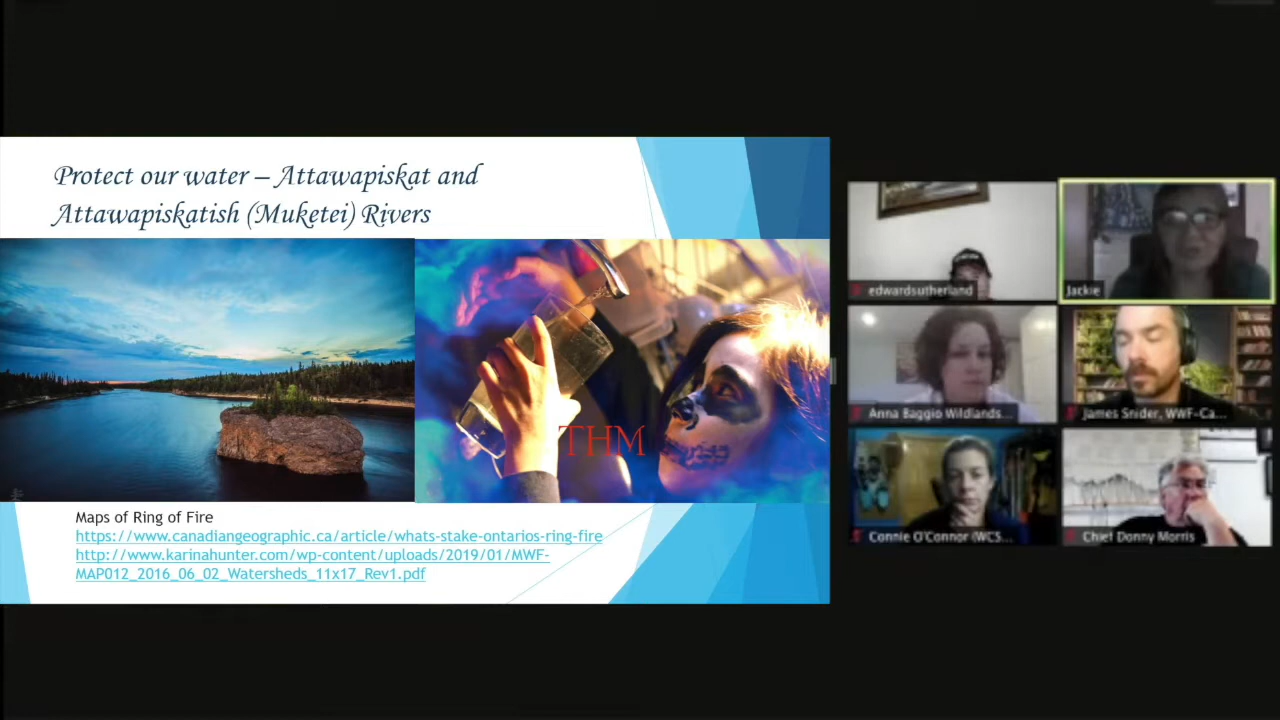 Protect our water – Attawapiskat and
Attawapiskatish (Muketei) Rivers
THM
Maps of Ring of Fire
https://www.canadiangeographic.ca/article/whats-stake-ontarios-ring-fire
http://www.karinahunter.com/wp-content/uploads/2019/01/MWF-
MAP012_2016_06_02_Watersheds_11x17_Rev1.pdf
edwardsutherland
Jackie
Anna Baggio Wildlands...
James Snider, WWF-Ca...
Connie O'Connor (WCS...
Chief Donny Morris